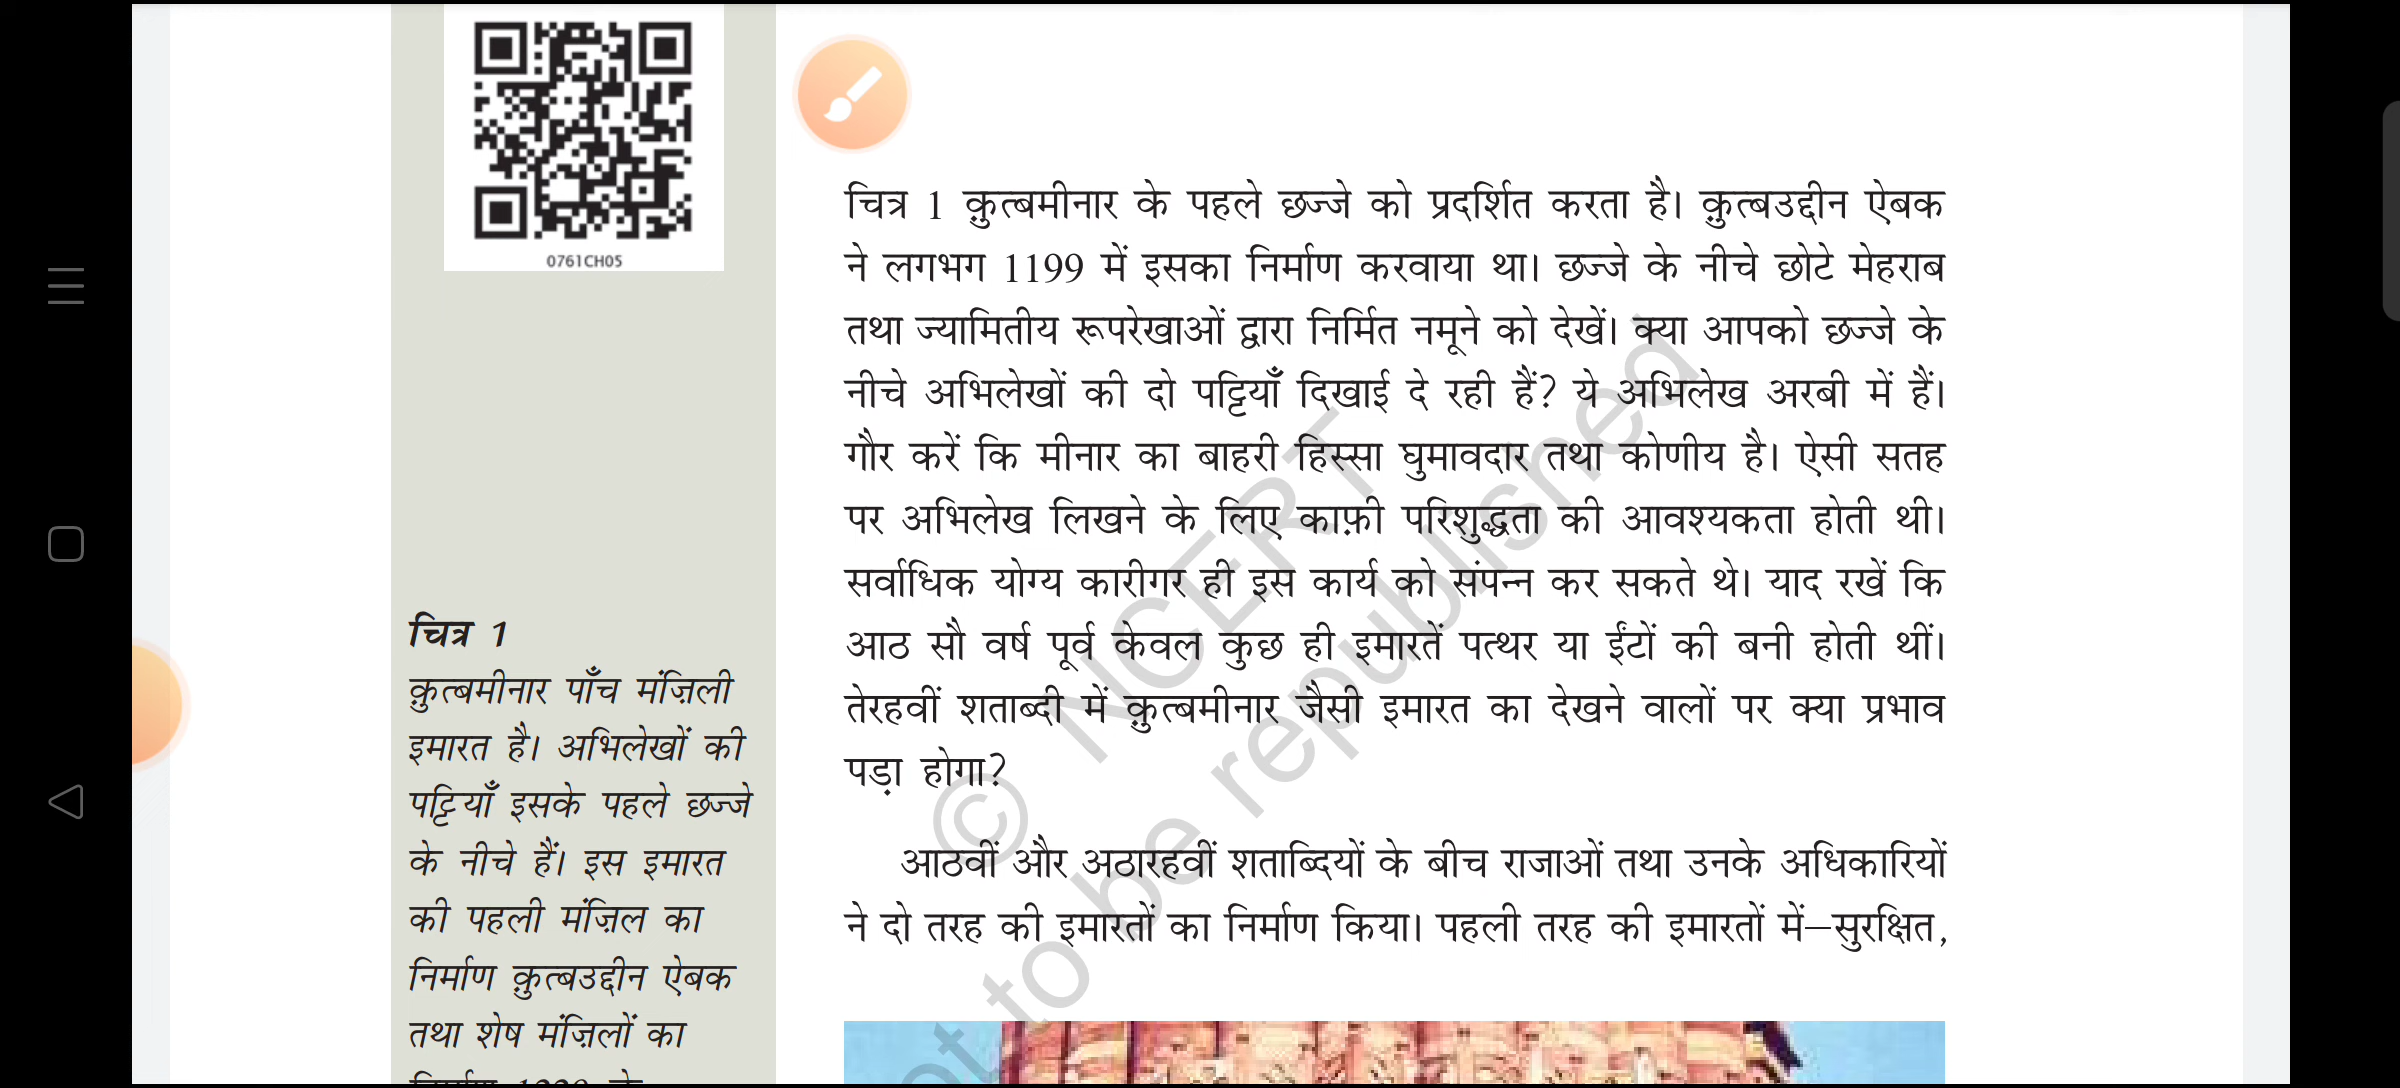 0761CH05
चित्र 1 क़ुत्बमीनार के पहले छज्जे को प्रदर्शित करता है। क़ुत्बउद्दीन ऐबक
ने लगभग 1199 में इसका निर्माण करवाया था। छज्जे के नीचे छोटे मेहराब
तथा ज्यामितीय रूपरेखाओं द्वारा निर्मित नमूने को देखें। क्या आपको छज्जे के
नीचे अभिलेखों की दो पट्टियाँ दिखाई दे रही हैं? ये अभिलेख अरबी में हैं।
गौर करें कि मीनार का बाहरी हिस्सा घुमावदार तथा कोणीय है। ऐसी सतह
पर अभिलेख लिखने के लिए काफ़ी परिशुद्धता की आवश्यकता होती थी।
सर्वाधिक योग्य कारीगर ही इस कार्य को संपन्न कर सकते थे। याद रखें कि
आठ सौ वर्ष पूर्व केवल कुछ ही इमारतें पत्थर या ईंटों की बनी होती थीं।
तेरहवीं शताब्दी में क़ुत्बमीनार जैसी इमारत का देखने वालों पर क्या प्रभाव
पड़ा होगा?
आठवीं और अठारहवीं शताब्दियों के बीच राजाओं तथा उनके अधिकारियों
ने दो तरह की इमारतों का निर्माण किया। पहली तरह की इमारतों में–सुरक्षित,
चित्र 1
क़ुत्बमीनार पाँच मंज़िली
इमारत है। अभिलेखों की
पट्टियाँ इसके पहले छज्जे
के नीचे हैं। इस इमारत
की पहली मंज़िल का
निर्माण क़ुत्बउद्दीन ऐबक
तथा शेष मंज़िलों का
© NCERT
to be republished